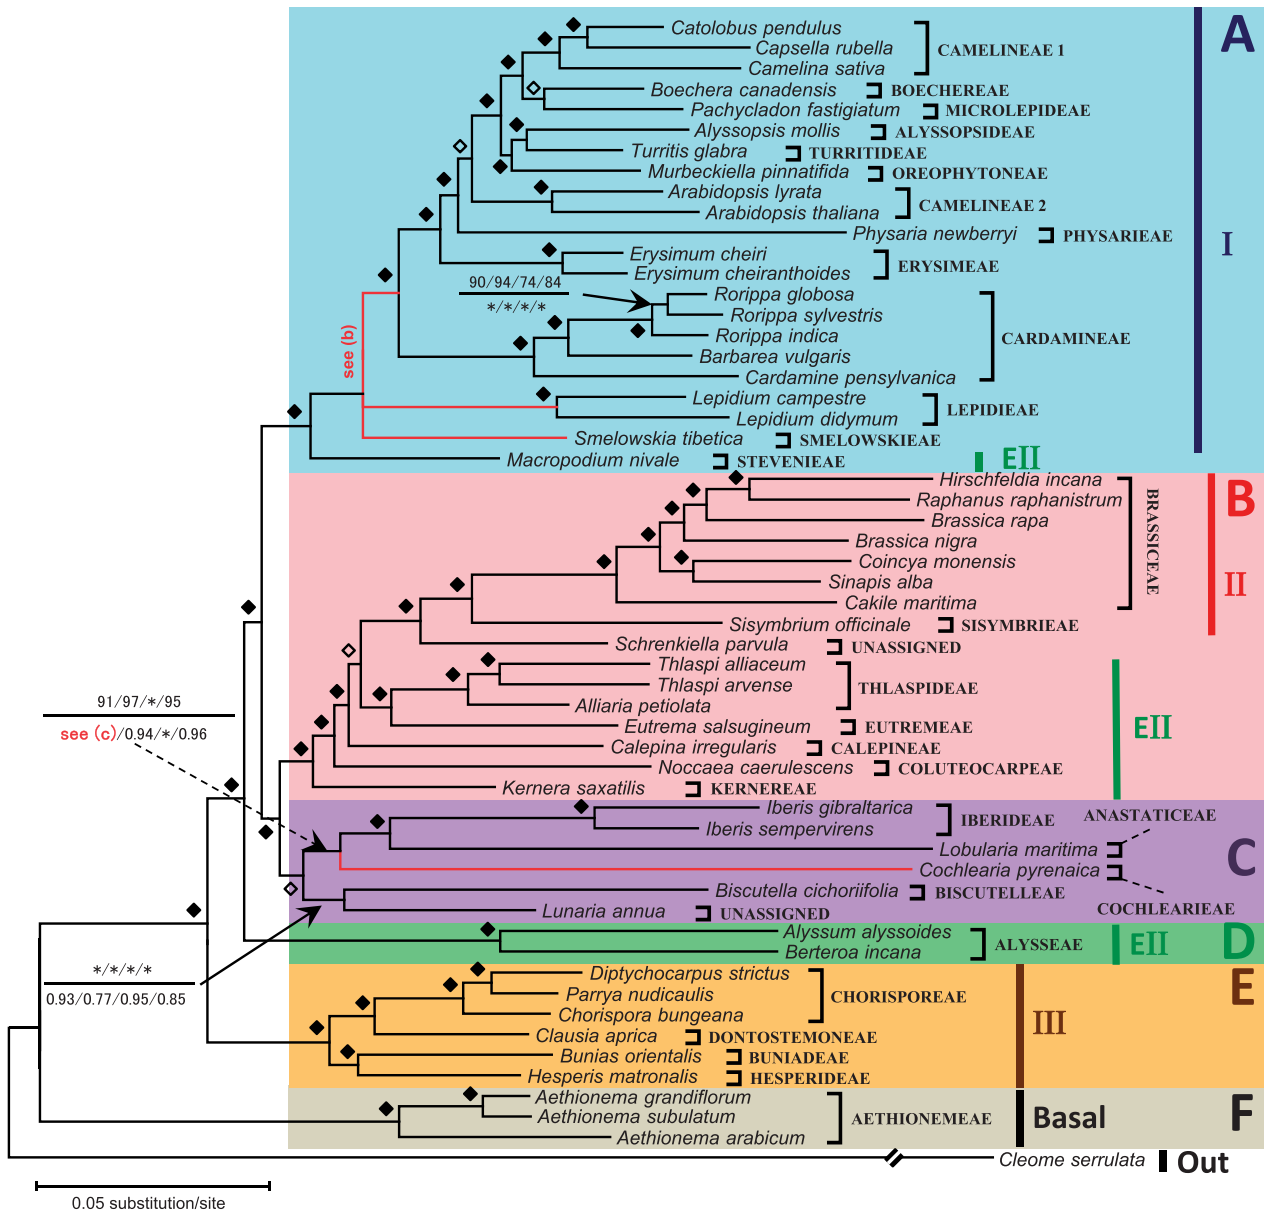 Catolobus pendulus
Capsella rubella
Camelina sativa
CAMELINEAE 1
A
Boechera canadensis BOECHEREAE
Pachycladon fastigiatum MICROLEPIDEAE
Alyssopsis mollis ALYSSOPSIDEAE
Turritis glabra TURRITIDEAE
Murbeckiella pinnatifida OREOPHYTONEAE
Arabidopsis lyrata
Arabidopsis thaliana
CAMELINEAE 2
Physaria newberryi PHYSARIEAE
I
Erysimum cheiri
Erysimum cheiranthoides
ERYSIMEAE
90/94/74/84
*/*/*/*
Rorippa globosa
Rorippa sylvestris
Rorippa indica
Barbarea vulgaris
Cardamine pensylvanica
CARDAMINEAE
see (b)
Lepidium campestre
Lepidium didymum
LEPIDIEAE
Smelowskia tibetica SMELOWSKIEAE
Macropodium nivale STEVENIEAE
EII
Hirschfeldia incana
Raphanus raphanistrum
Brassica rapa
Brassica nigra
Coincya monensis
Sinapis alba
Cakile maritima
BRASSICEAE
B
II
Sisymbrium officinale SISYMBRIEAE
Schrenkiella parvula UNASSIGNED
Thlaspi alliaceum
Thlaspi arvense
Alliaria petiolata
THLASPIDEAE
Eutrema salsugineum EUTREMEAE
EII
Calepina irregularis CALEPINEAE
Noccaea caerulescens COLUTEOCARPEAE
Kernera saxatilis KERNEREAE
91/97/*/95
see (c)/0.94/*/0.96
Iberis gibraltarica
Iberis sempervirens
IBERIDEAE
ANASTATICEAE
Lobularia maritima
Cochlearia pyrenaica
C
Biscutella cichoriifolia BISCUTELLEAE
Lunaria annua UNASSIGNED
COCHLEARIEAE
Alyssum alyssoides
Berteroa incana
ALYSSEAE
EII
D
*/*/*/*
0.93/0.77/0.95/0.85
Diptychocarpus strictus
Parrya nudicaulis
Chorispora bungeana
CHORISPOREAE
E
III
Clausia aprica DONTOSTEMONEAE
Bunias orientalis BUNIADEAE
Hesperis matronalis HESPERIDEAE
Aethionema grandiflorum
Aethionema subulatum
Aethionema arabicum
AETHIONEMEAE
Basal
F
Cleome serrulata Out
0.05 substitution/site